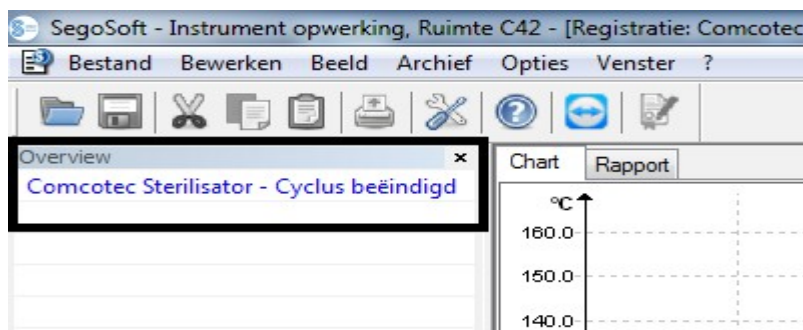 SegoSoft - Instrument opwerking, Ruimte C42 - [Registratie: Comcotec
Bestand Bewerken Beeld Archief Opties Venster ?
Overview x
Chart Rapport
Comcotec Sterilisator - Cyclus beëindigd
°C
160.0
150.0
140.0